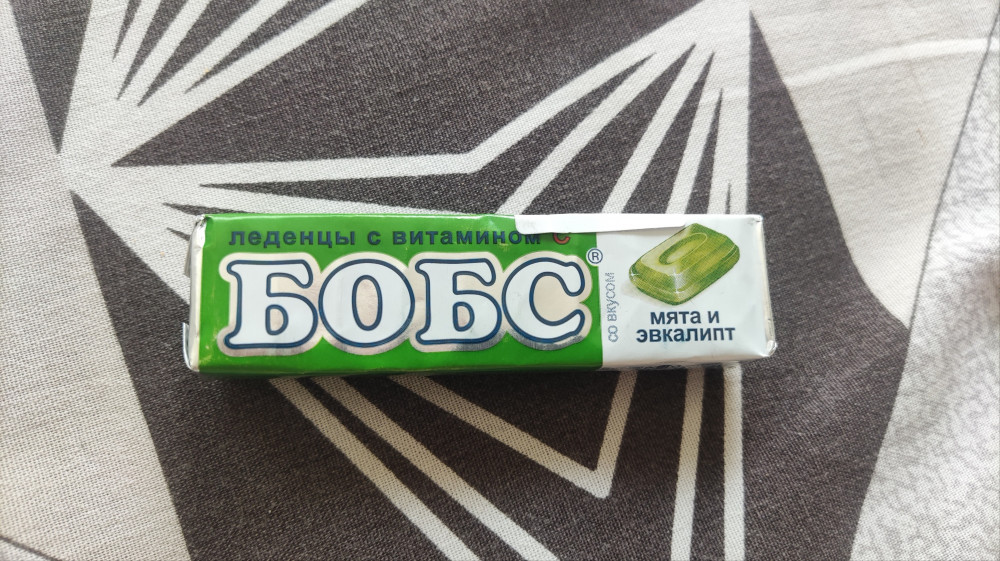 леденцы с витамином С
БОБС®
со вкусом
мята и
эвкалипт